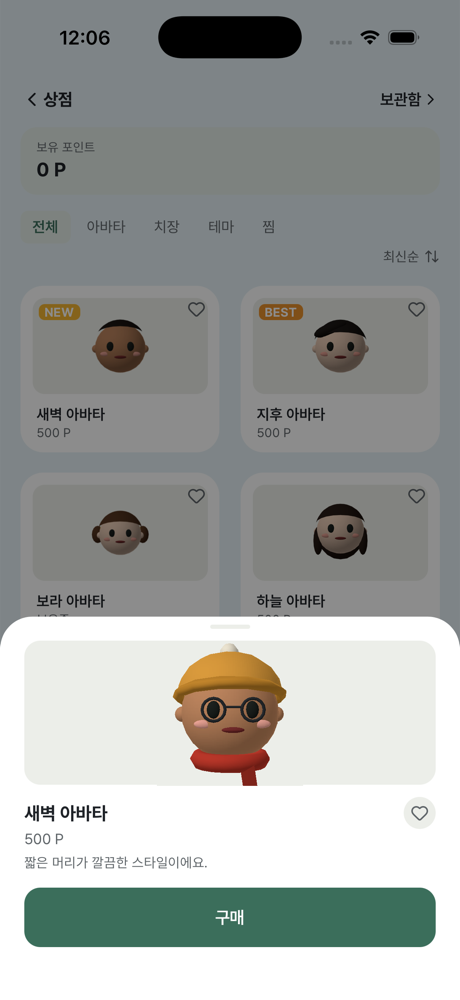 12:06
상점
보관함
보유 포인트
0 P
전체 아바타 치장 테마 찜
최신순
NEW
BEST
새벽 아바타
500 P
지후 아바타
500 P
보라 아바타
하늘 아바타
새벽 아바타
500 P
짧은 머리가 깔끔한 스타일이에요.
구매